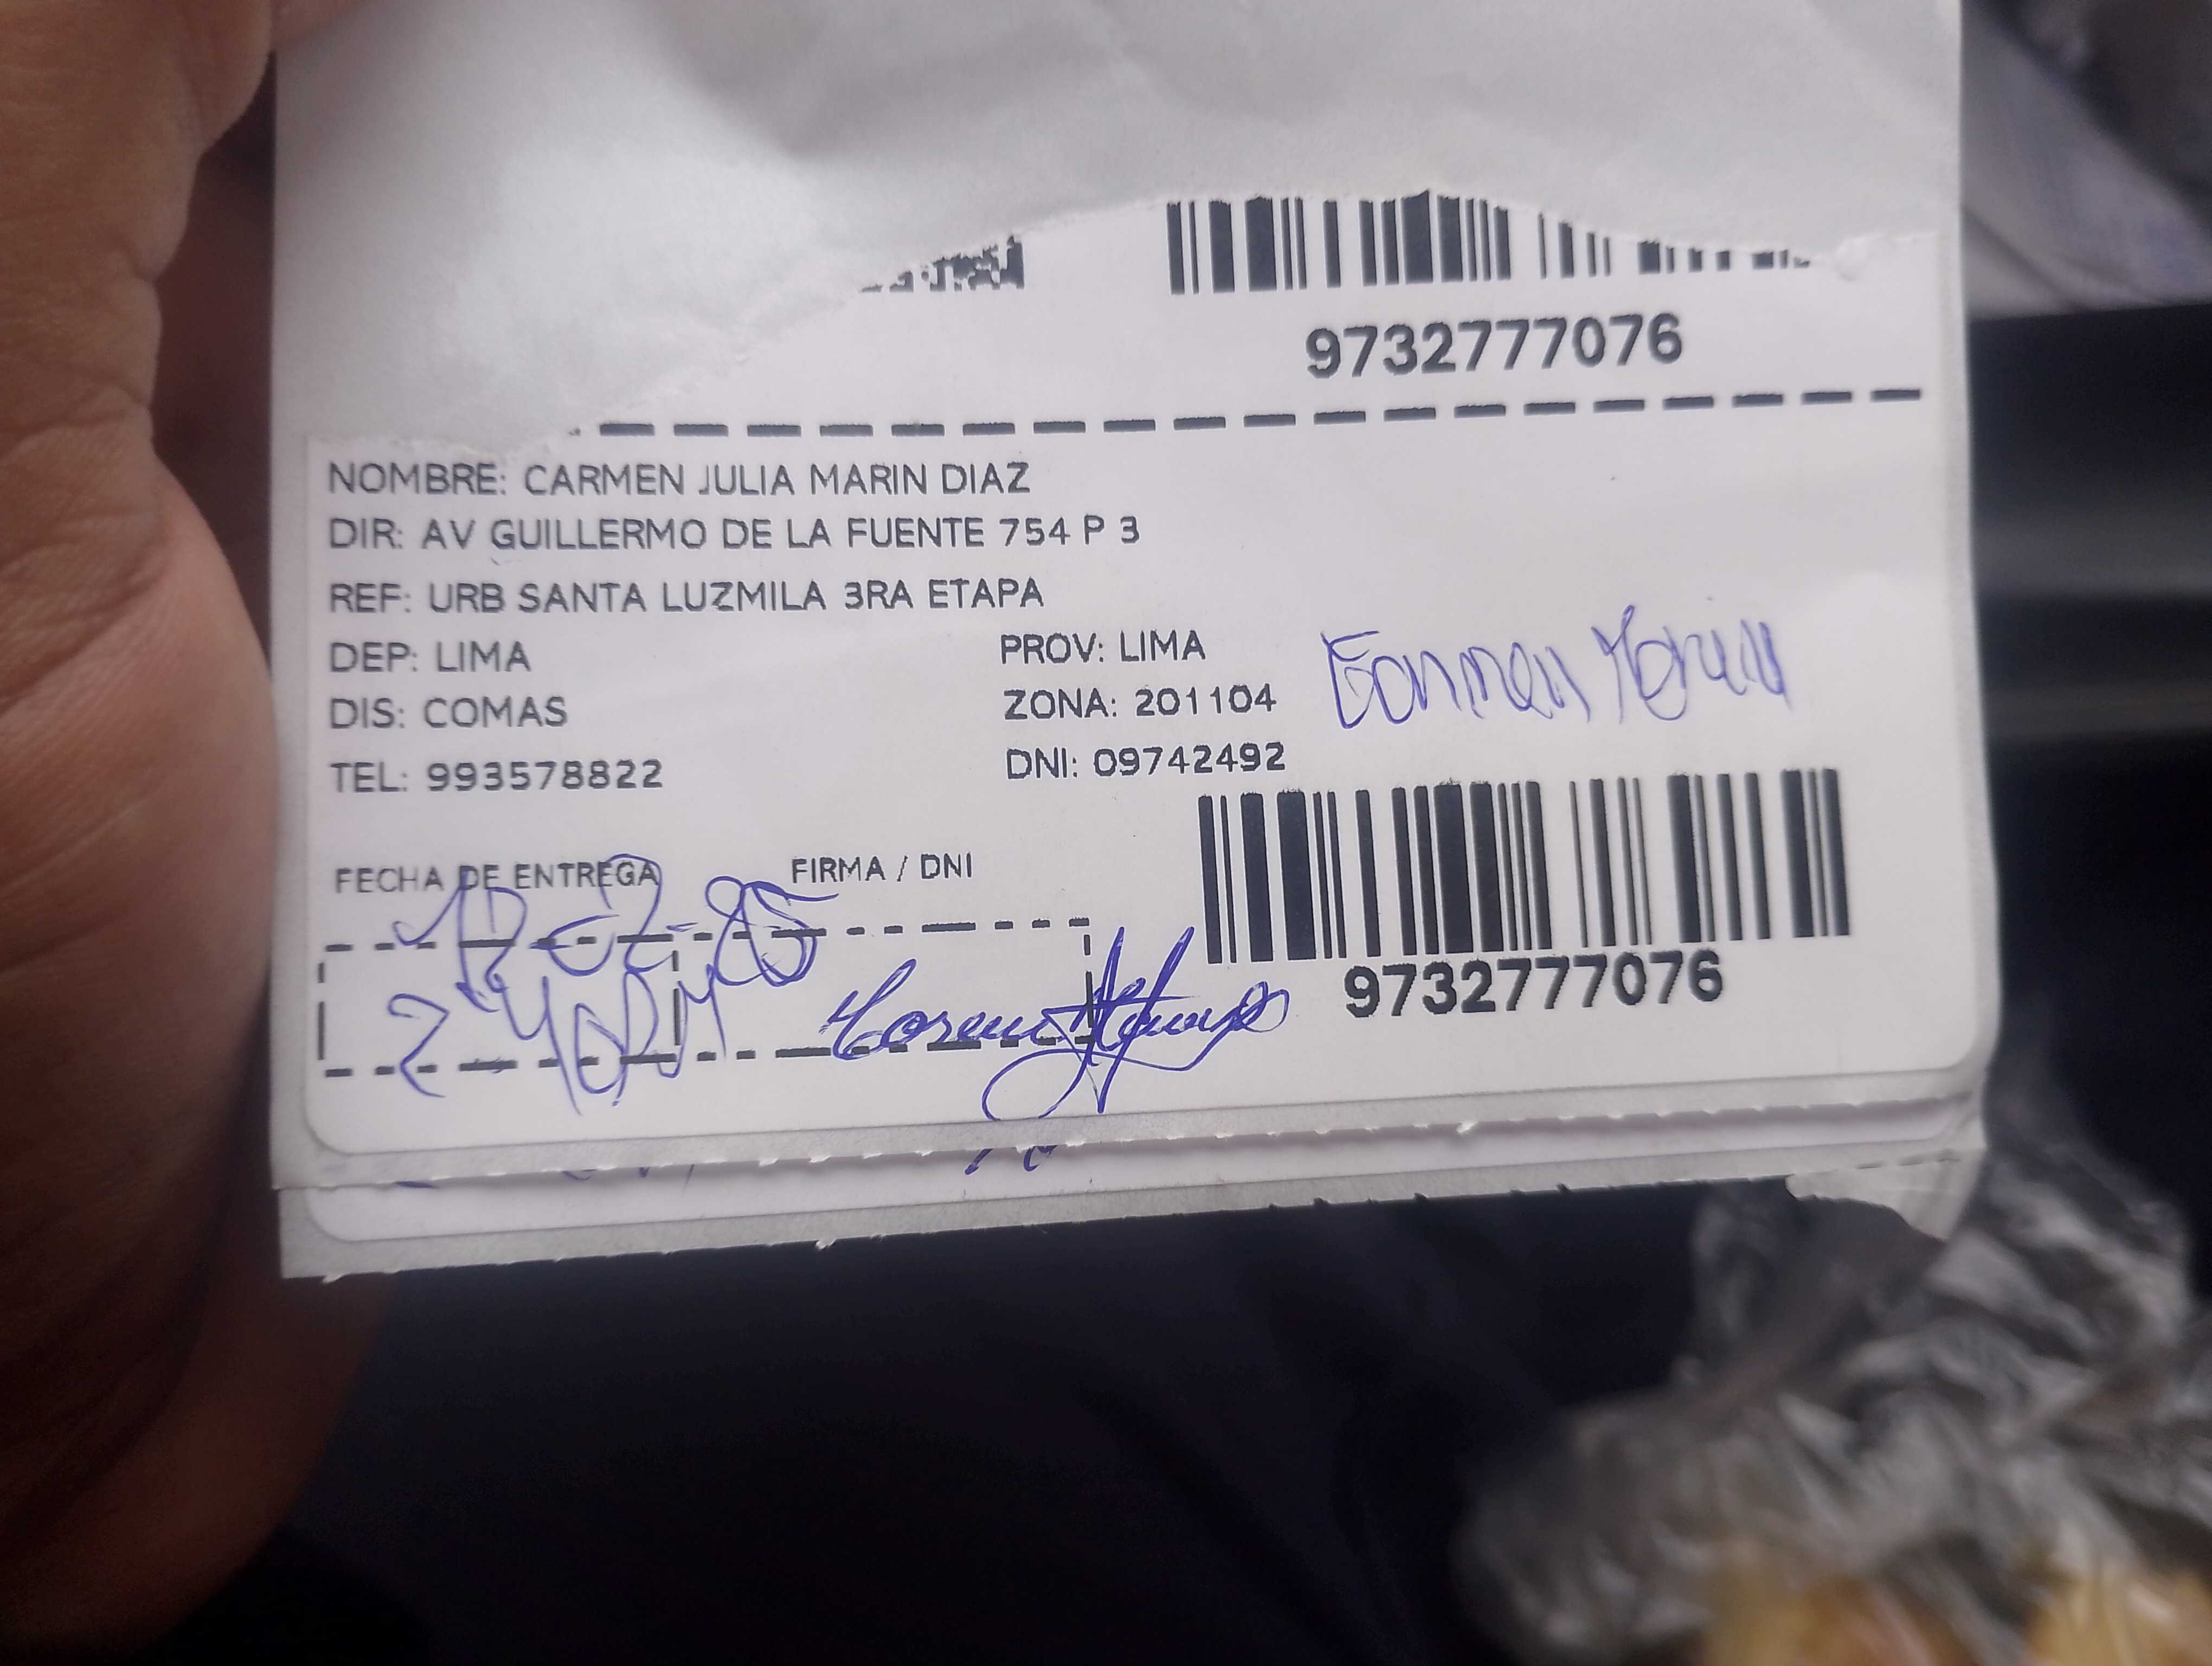 9732777076
NOMBRE: CARMEN JULIA MARIN DIAZ
DIR: AV GUILLERMO DE LA FUENTE 754 P 3
REF: URB SANTA LUZMILA 3RA ETAPA
DEP: LIMA
PROV: LIMA
DIS: COMAS
ZONA: 201104
TEL: 993578822
DNI: 09742492
FECHA DE ENTREGA
FIRMA / DNI
9732777076